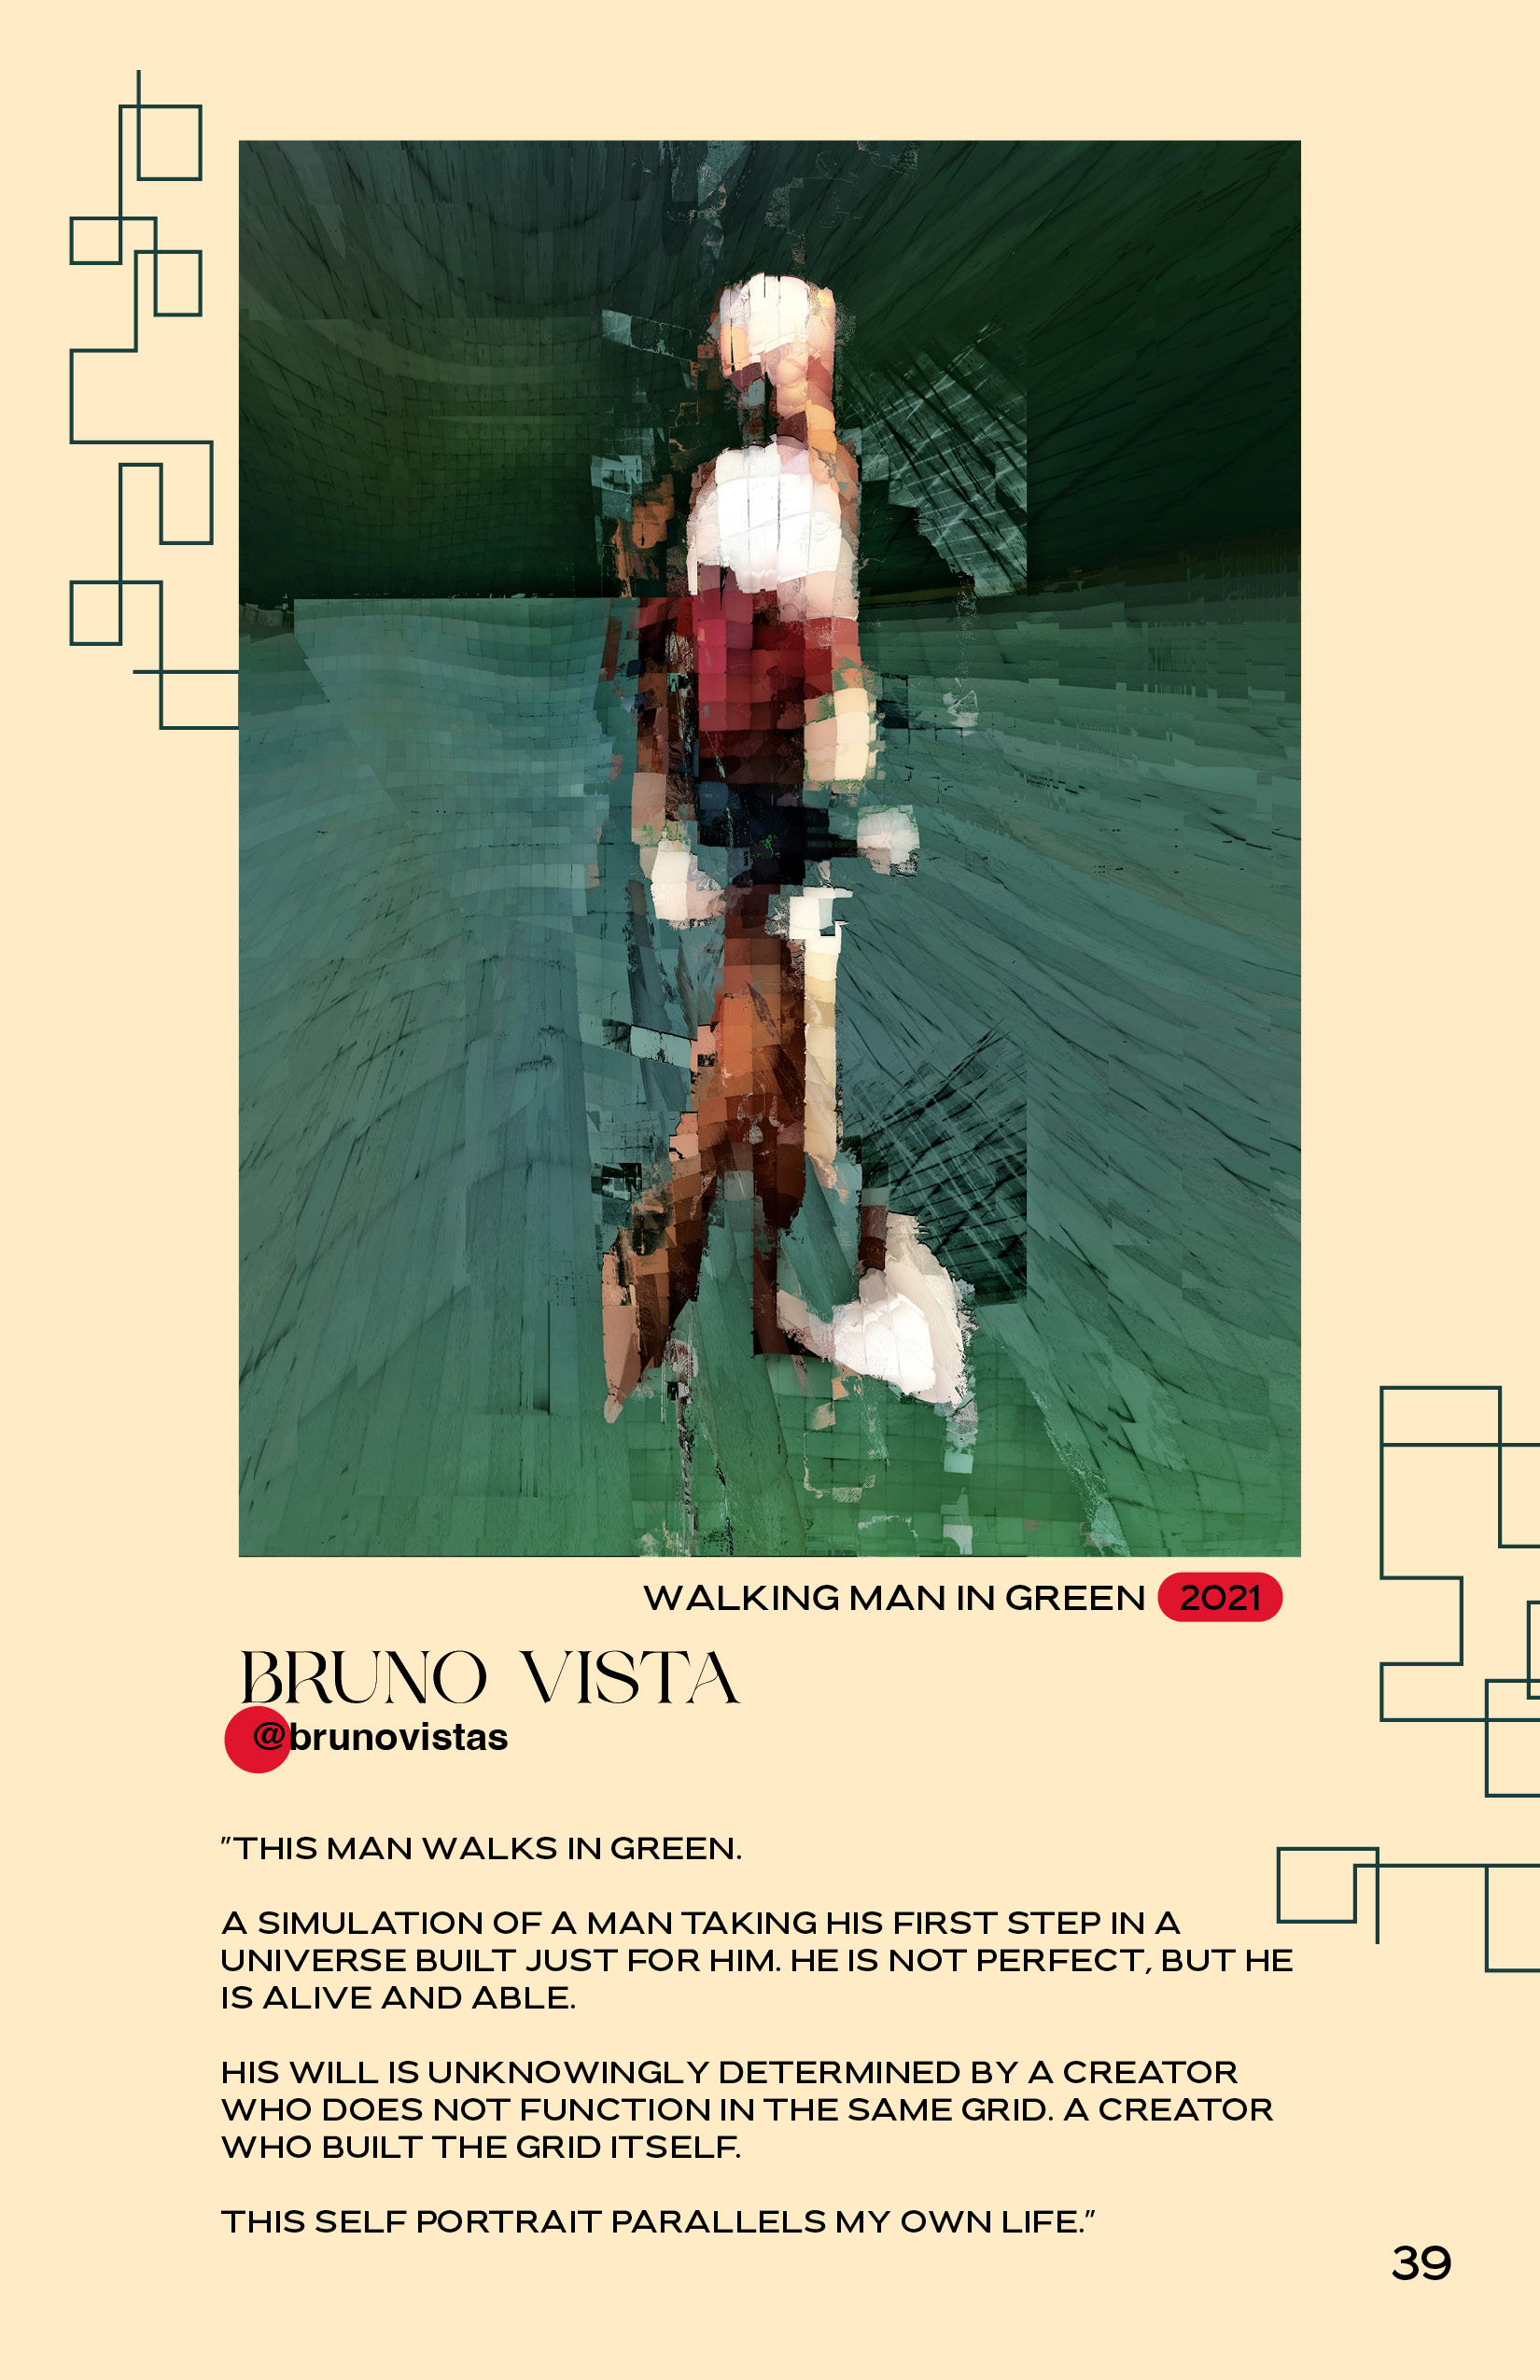 WALKING MAN IN GREEN 2021
BRUNO VISTA
@brunovistas
"THIS MAN WALKS IN GREEN.
A SIMULATION OF A MAN TAKING HIS FIRST STEP IN A
UNIVERSE BUILT JUST FOR HIM. HE IS NOT PERFECT, BUT HE
IS ALIVE AND ABLE.
HIS WILL IS UNKNOWINGLY DETERMINED BY A CREATOR
WHO DOES NOT FUNCTION IN THE SAME GRID. A CREATOR
WHO BUILT THE GRID ITSELF.
THIS SELF PORTRAIT PARALLELS MY OWN LIFE."
39